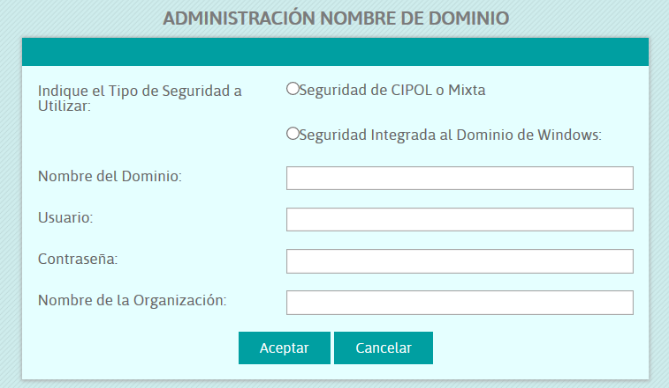 ADMINISTRACIÓN NOMBRE DE DOMINIO
Indique el Tipo de Seguridad a
Utilizar:
Seguridad de CIPOL o Mixta
Seguridad Integrada al Dominio de Windows:
Nombre del Dominio:
Usuario:
Contraseña:
Nombre de la Organización:
Aceptar Cancelar